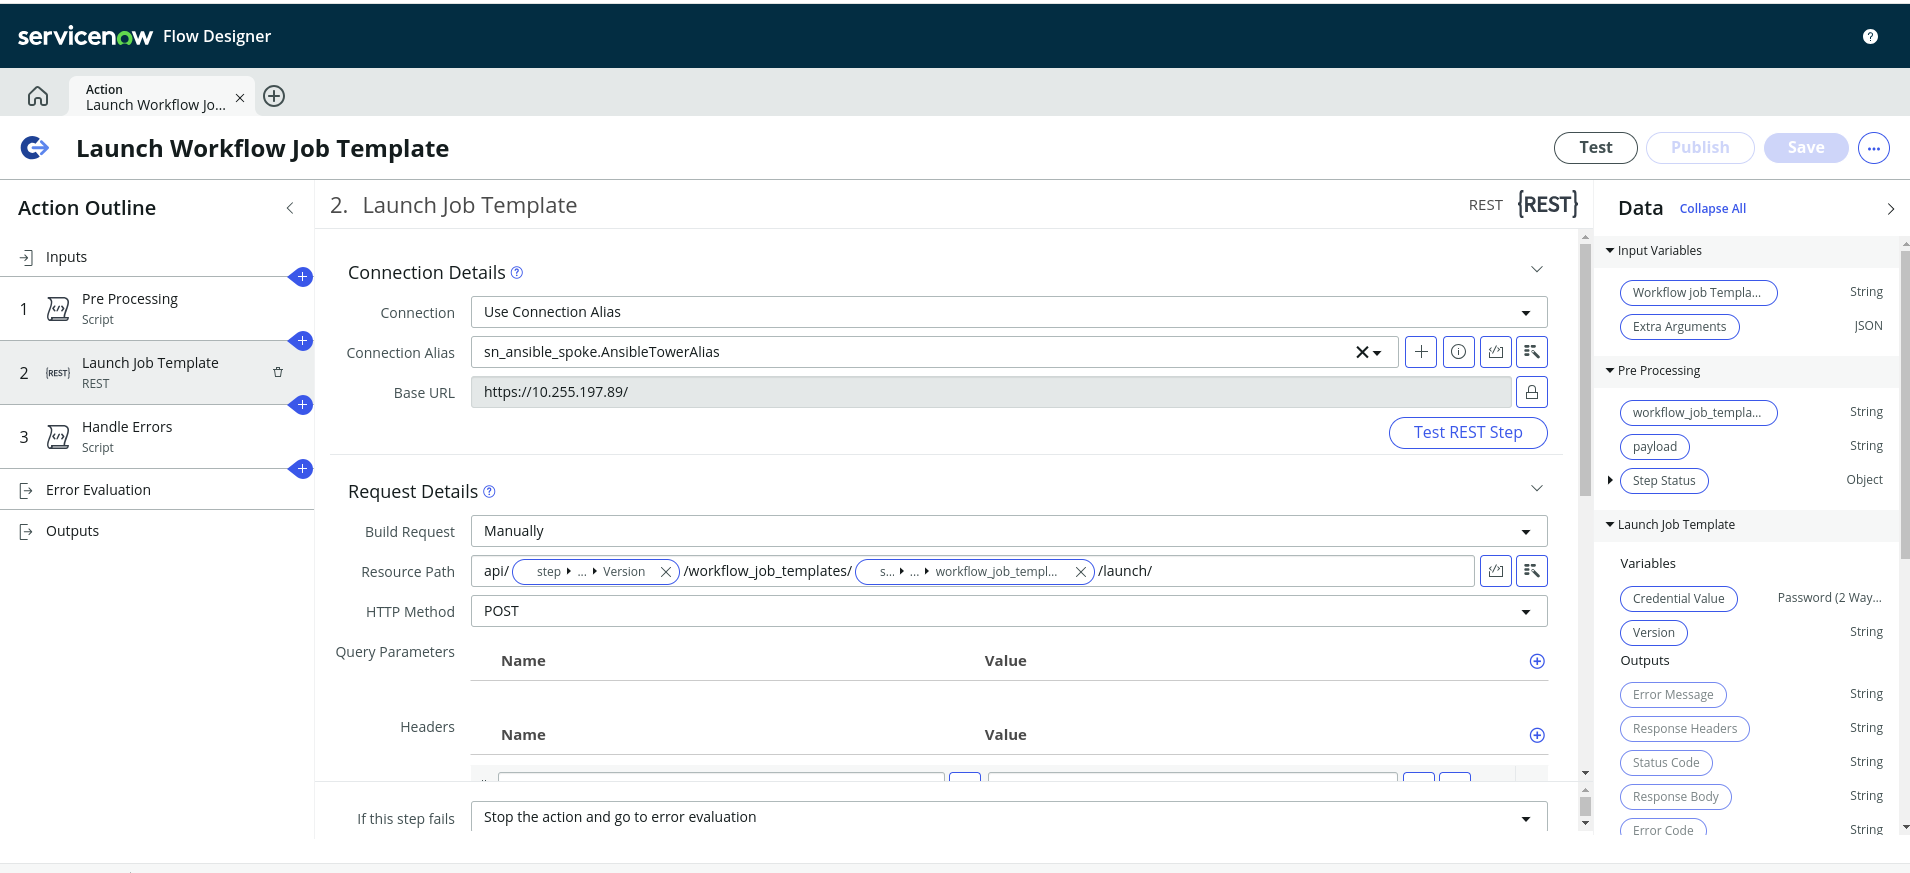 servicenow Flow Designer
Action
Launch Workflow Jo...
Launch Workflow Job Template
Test
Publish
Save
Action Outline
Inputs
1
Pre Processing
Script
2
{REST}
Launch Job Template
REST
3
Handle Errors
Script
Error Evaluation
Outputs
2. Launch Job Template
REST {REST}
Connection Details
Connection
Use Connection Alias
Connection Alias
sn_ansible_spoke.AnsibleTowerAlias
Base URL
https://10.255.197.89/
Test REST Step
Request Details
Build Request
Manually
Resource Path
api/ step ... Version /workflow_job_templates/ s... ... workflow_job_templ... /launch/
HTTP Method
POST
Query Parameters
Name Value
Headers
Name Value
If this step fails
Stop the action and go to error evaluation
Data Collapse All
Input Variables
Workflow job Templa... String
Extra Arguments JSON
Pre Processing
workflow_job_templa... String
payload String
Step Status Object
Launch Job Template
Variables
Credential Value Password (2 Way...
Version String
Outputs
Error Message String
Response Headers String
Status Code String
Response Body String
Error Code String